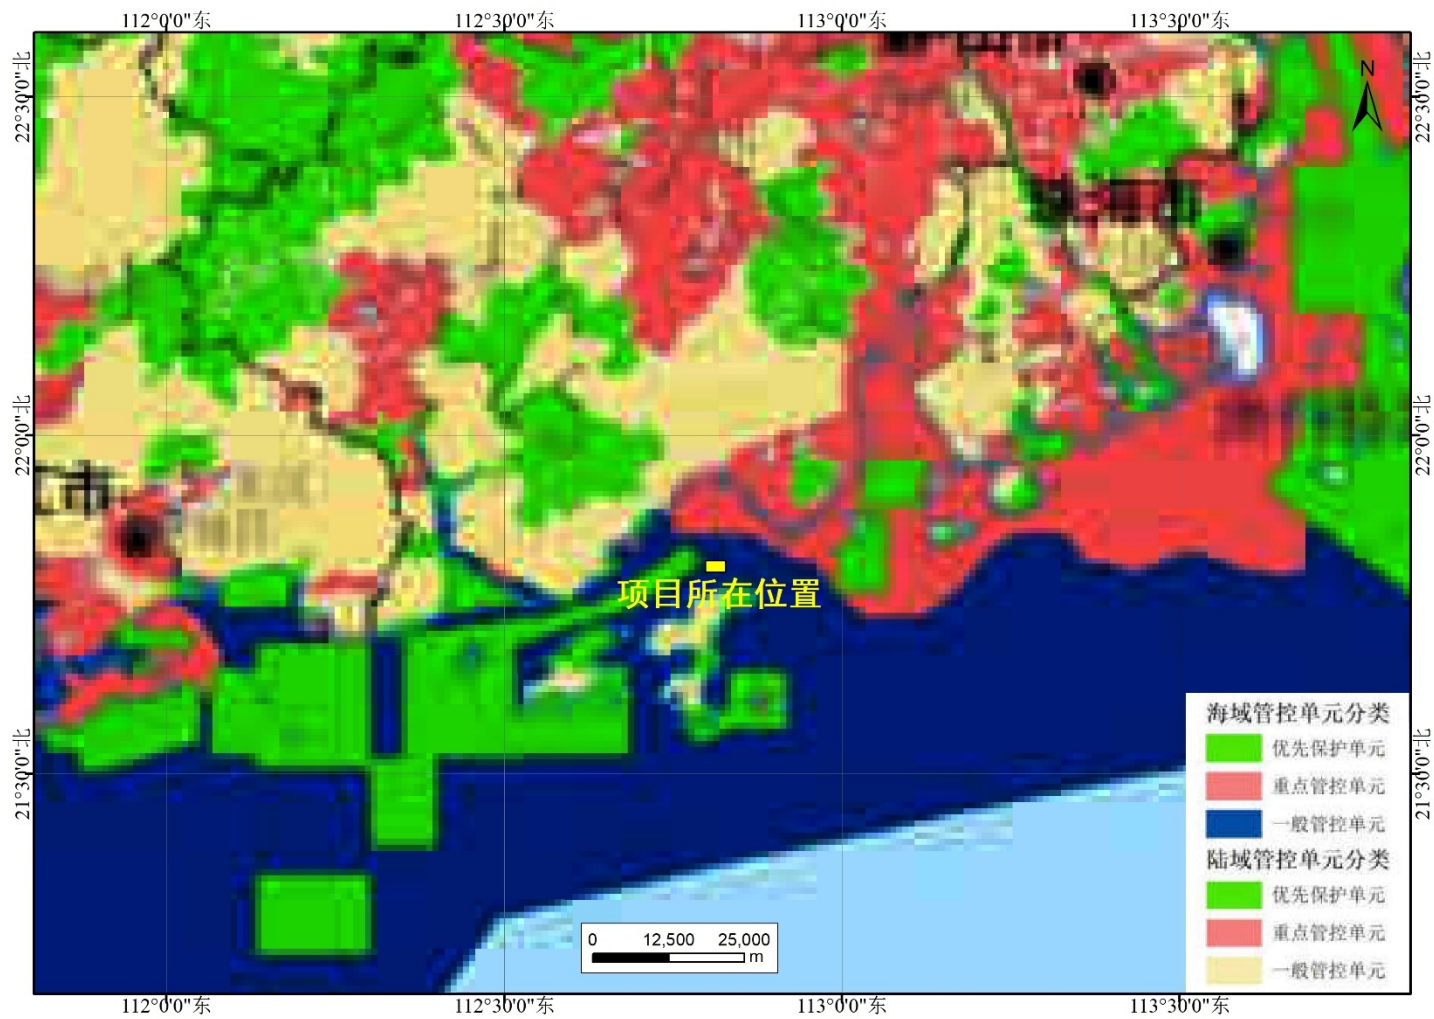 112°0'0"东
112°30'0"东
113°0'0"东
113°30'0"东
22°30'0"北
22°30'0"北
N
22°0'0"北
22°0'0"北
市
项目所在位置
21°30'0"北
21°30'0"北
海域管控单元分类
优先保护单元
重点管控单元
一般管控单元
陆域管控单元分类
优先保护单元
重点管控单元
一般管控单元
0 12,500 25,000
m
112°0'0"东
112°30'0"东
113°0'0"东
113°30'0"东